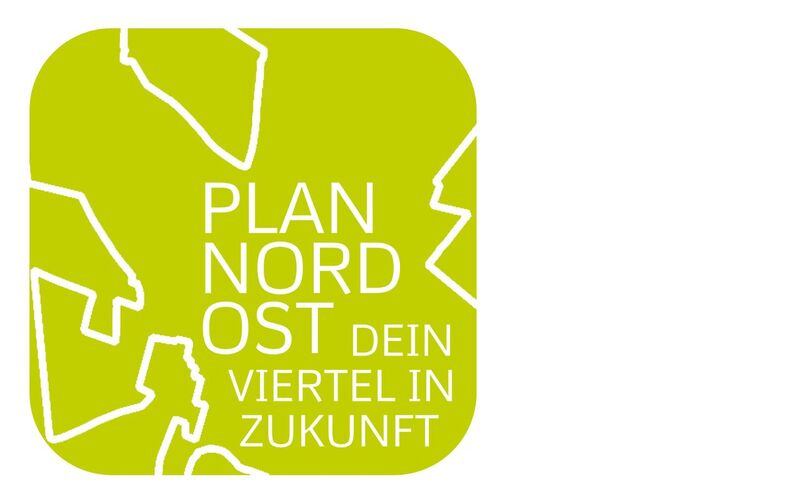 PLAN
NORD
OST DEIN
VIERTEL IN
ZUKUNFT